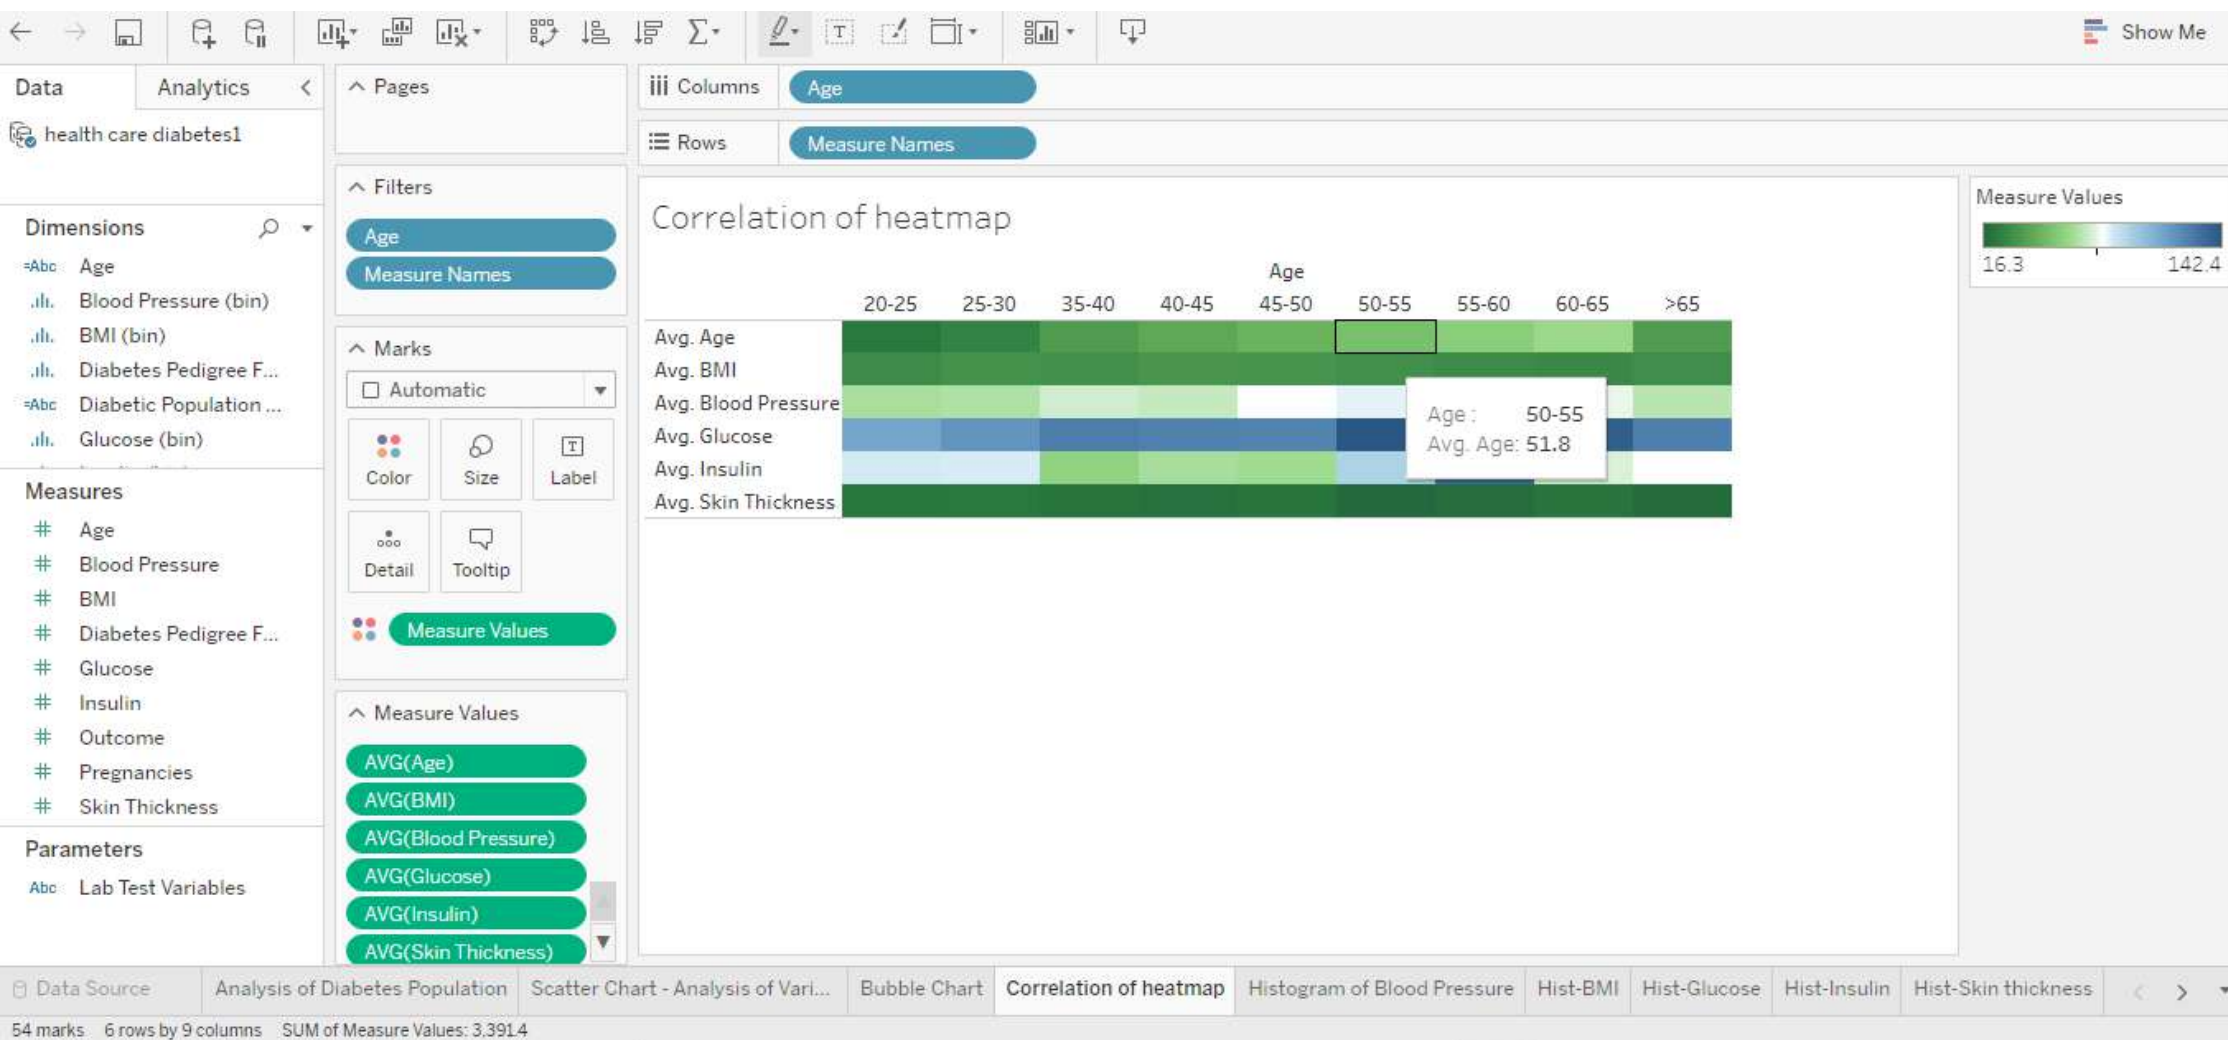 Show Me
Data Analytics
health care diabetes1
Dimensions
=Abc Age
Blood Pressure (bin)
BMI (bin)
Diabetes Pedigree F...
=Abc Diabetic Population ...
Glucose (bin)
Measures
# Age
# Blood Pressure
# BMI
# Diabetes Pedigree F...
# Glucose
# Insulin
# Outcome
# Pregnancies
# Skin Thickness
Parameters
Abc Lab Test Variables
Pages
Filters
Age
Measure Names
Marks
Automatic
Color Size Label
Detail Tooltip
Measure Values
Measure Values
AVG(Age)
AVG(BMI)
AVG(Blood Pressure)
AVG(Glucose)
AVG(Insulin)
AVG(Skin Thickness)
Columns Age
Rows Measure Names
Correlation of heatmap
Age
20-25 25-30 35-40 40-45 45-50 50-55 55-60 60-65 >65
Avg. Age
Avg. BMI
Avg. Blood Pressure
Avg. Glucose
Avg. Insulin
Avg. Skin Thickness
Age: 50-55
Avg. Age: 51.8
Measure Values
16.3 142.4
Data Source Analysis of Diabetes Population Scatter Chart - Analysis of Vari... Bubble Chart Correlation of heatmap Histogram of Blood Pressure Hist-BMI Hist-Glucose Hist-Insulin Hist-Skin thickness
54 marks 6 rows by 9 columns SUM of Measure Values: 3,391.4